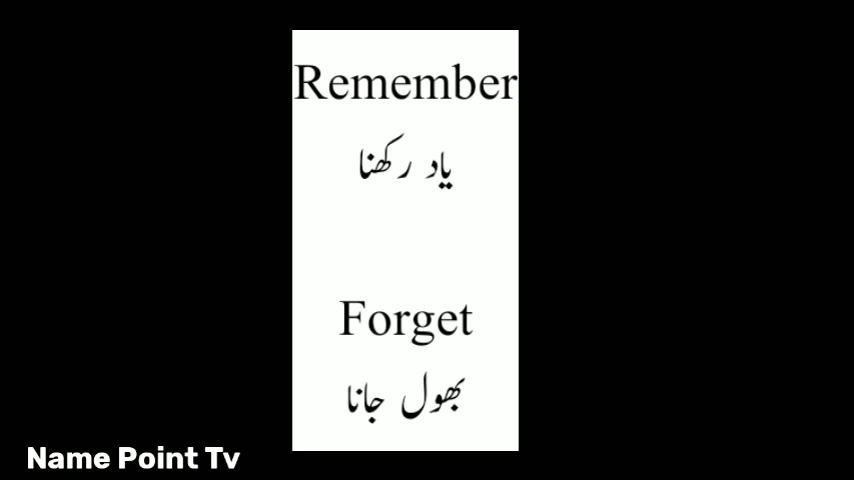 Remember
یاد رکھنا
Forget
بھول جانا
Name Point Tv